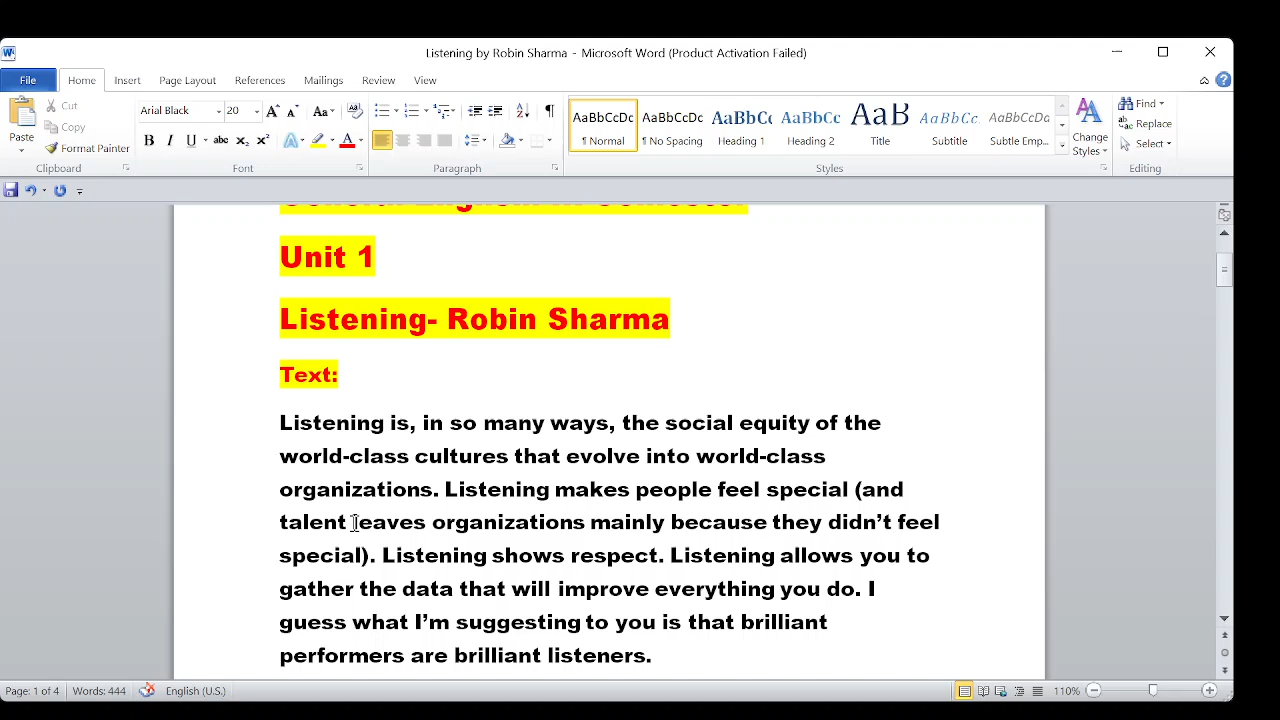 Listening by Robin Sharma - Microsoft Word (Product Activation Failed)
File Home Insert Page Layout References Mailings Review View
Paste
Cut
Copy
Format Painter
Clipboard
Arial Black 20
Font
Paragraph
AaBbCcDc AaBbCcDc AaBbC AaBbCc AaB AaBbCc. AaBbCcDc
¶ Normal ¶ No Spacing Heading 1 Heading 2 Title Subtitle Subtle Emp...
Change
Styles
Styles
Find
Replace
Select
Editing
Unit 1
Listening- Robin Sharma
Text:
Listening is, in so many ways, the social equity of the
world-class cultures that evolve into world-class
organizations. Listening makes people feel special (and
talent leaves organizations mainly because they didn’t feel
special). Listening shows respect. Listening allows you to
gather the data that will improve everything you do. I
guess what I’m suggesting to you is that brilliant
performers are brilliant listeners.
Page: 1 of 4 Words: 444 English (U.S.) 110%